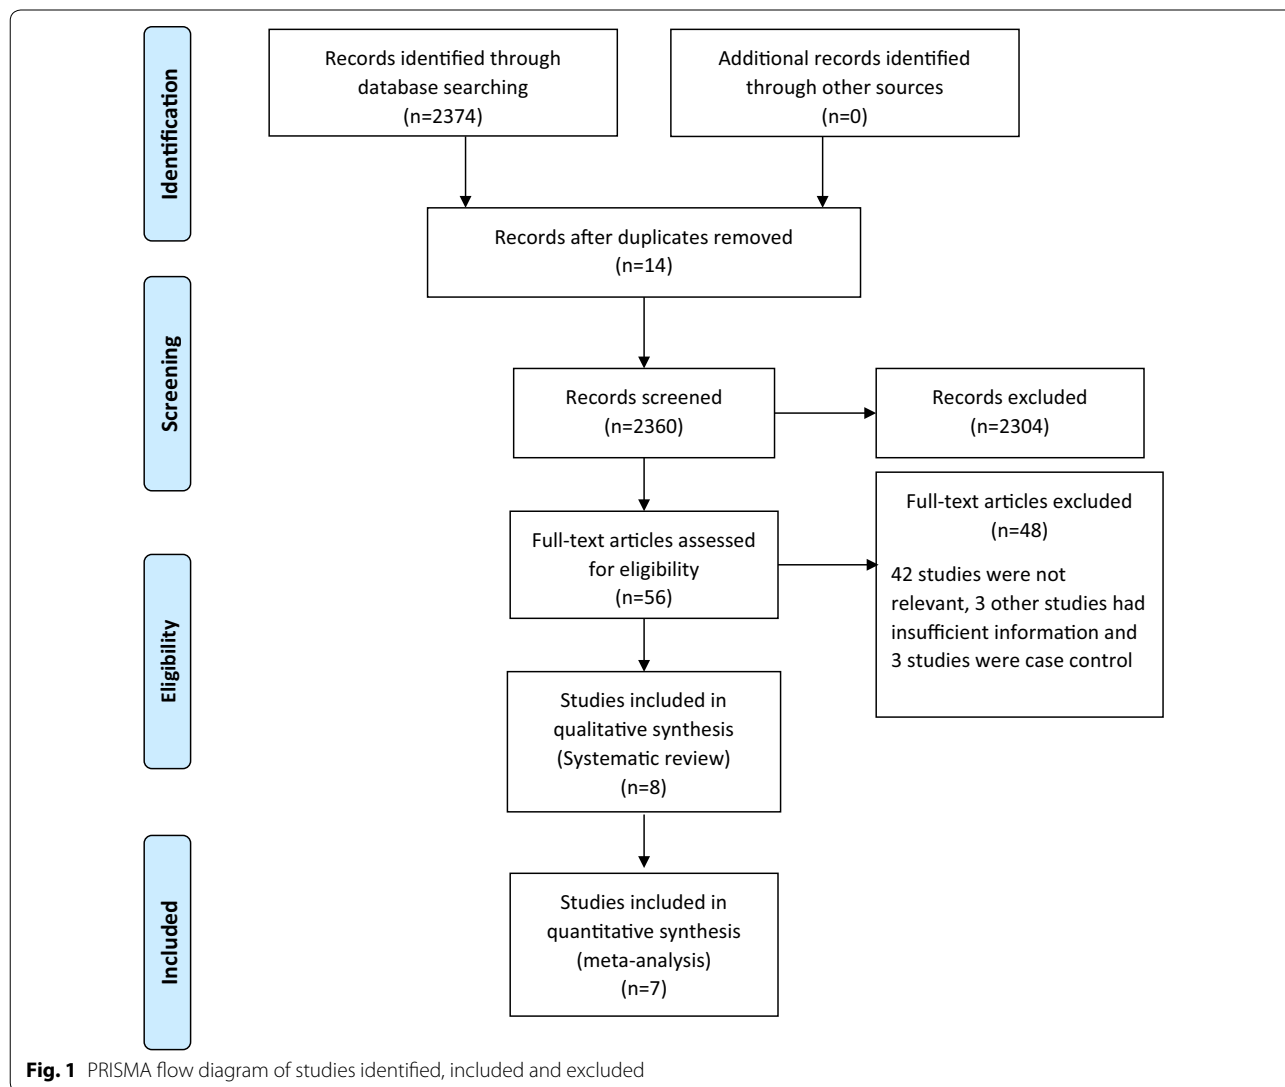 Identification
Records identified through
database searching
(n=2374)
Additional records identified
through other sources
(n=0)
Records after duplicates removed
(n=14)
Screening
Records screened
(n=2360)
Records excluded
(n=2304)
Eligibility
Full-text articles assessed
for eligibility
(n=56)
Full-text articles excluded
(n=48)
42 studies were not
relevant, 3 other studies had
insufficient information and
3 studies were case control
Studies included in
qualitative synthesis
(Systematic review)
(n=8)
Included
Studies included in
quantitative synthesis
(meta-analysis)
(n=7)
Fig. 1 PRISMA flow diagram of studies identified, included and excluded